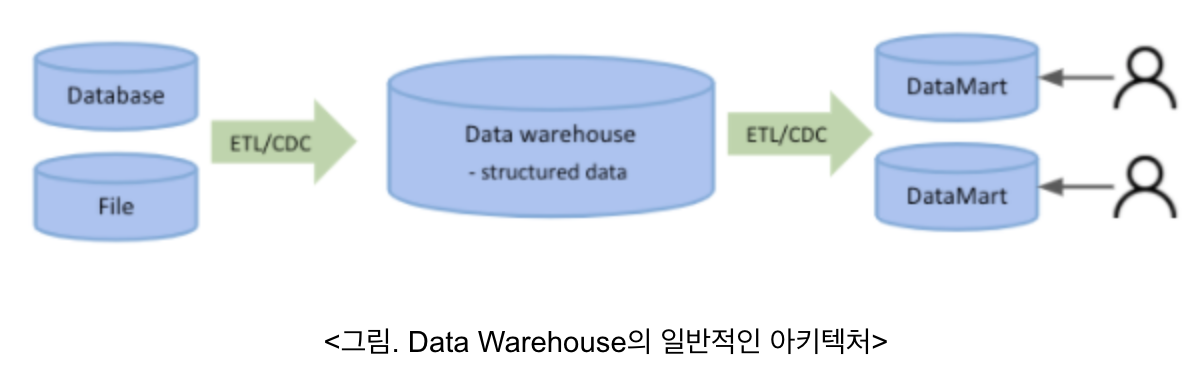 Database
File
ETL/CDC
Data warehouse
- structured data
ETL/CDC
DataMart
DataMart
<그림. Data Warehouse의 일반적인 아키텍처>